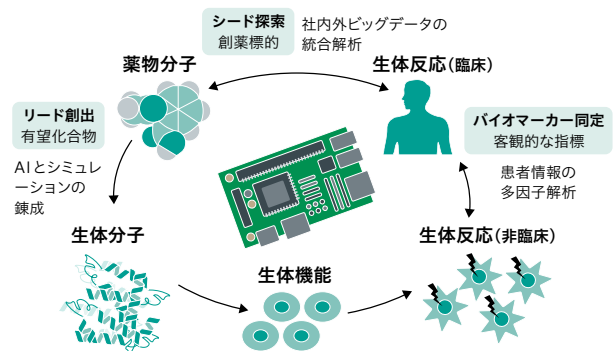 シード探索
創薬標的
社内外ビッグデータの
統合解析
薬物分子
生体反応(臨床)
リード創出
有望化合物
AIとシミュレ
ーションの
錬成
バイオマーカー同定
客観的な指標
患者情報の
多因子解析
生体分子
生体機能
生体反応(非臨床)